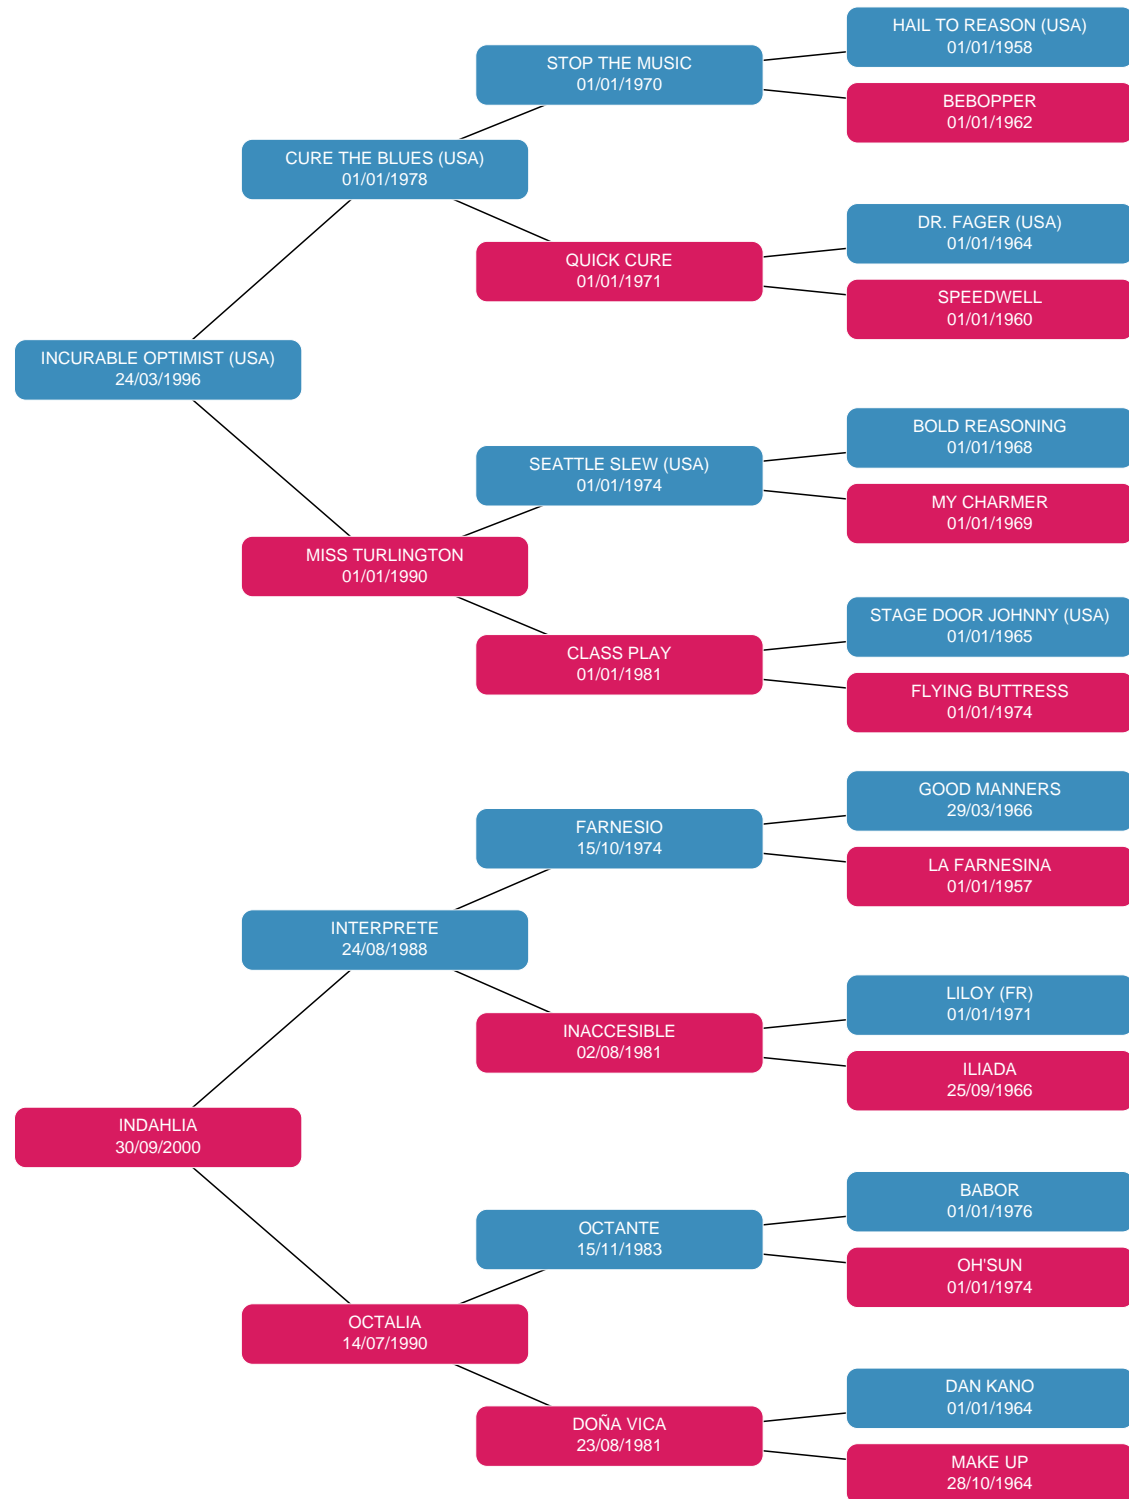 HAIL TO REASON (USA)
01/01/1958
STOP THE MUSIC
01/01/1970
BEBOPPER
01/01/1962
CURE THE BLUES (USA)
01/01/1978
DR. FAGER (USA)
01/01/1964
QUICK CURE
01/01/1971
SPEEDWELL
01/01/1960
INCURABLE OPTIMIST (USA)
24/03/1996
BOLD REASONING
01/01/1968
SEATTLE SLEW (USA)
01/01/1974
MY CHARMER
01/01/1969
MISS TURLINGTON
01/01/1990
STAGE DOOR JOHNNY (USA)
01/01/1965
CLASS PLAY
01/01/1981
FLYING BUTTRESS
01/01/1974
GOOD MANNERS
29/03/1966
FARNESIO
15/10/1974
LA FARNESINA
01/01/1957
INTERPRETE
24/08/1988
LILOY (FR)
01/01/1971
INACCESIBLE
02/08/1981
ILIADA
25/09/1966
INDAHLIA
30/09/2000
BABOR
01/01/1976
OCTANTE
15/11/1983
OH'SUN
01/01/1974
OCTALIA
14/07/1990
DAN KANO
01/01/1964
DOÑA VICA
23/08/1981
MAKE UP
28/10/1964